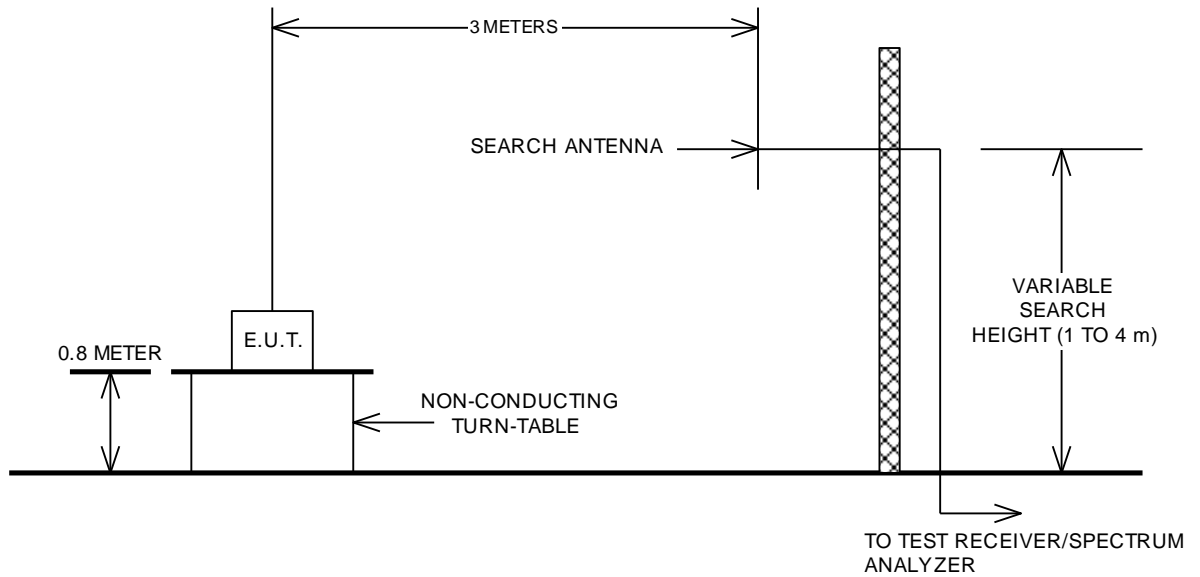 3 METERS
SEARCH ANTENNA
VARIABLE
SEARCH
HEIGHT (1 TO 4 m)
E.U.T.
0.8 METER
NON-CONDUCTING
TURN-TABLE
TO TEST RECEIVER/SPECTRUM
ANALYZER